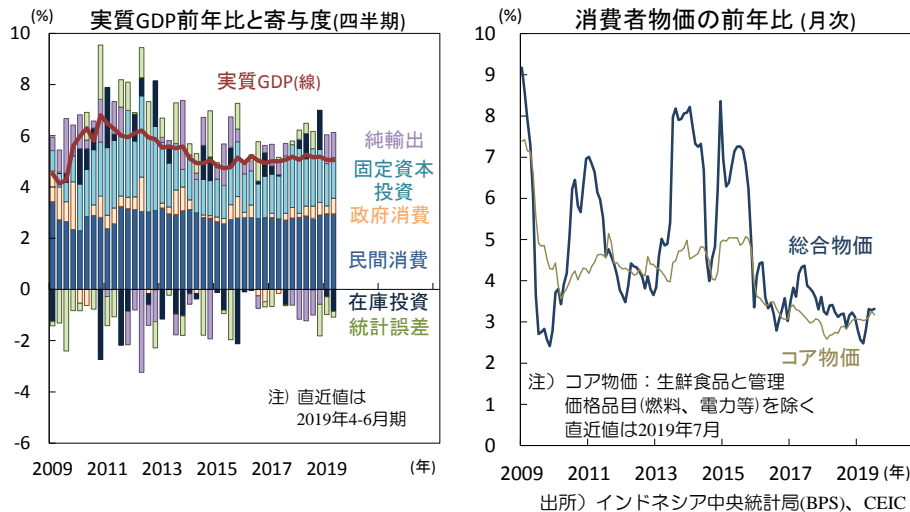 実質GDP前年比と寄与度(四半期)
(%)
10
8
6
4
2
0
-2
-4
-6
実質GDP(線)
純輸出
固定資本
投資
政府消費
民間消費
在庫投資
統計誤差
注) 直近値は
2019年4-6月期
2009
2011
2013
2015
2017
2019
(年)
消費者物価の前年比 (月次)
(%)
10
9
8
7
6
5
4
3
2
1
0
総合物価
コア物価
注）コア物価：生鮮食品と管理
価格品目(燃料、電力等)を除く
直近値は2019年7月
2009
2011
2013
2015
2017
2019
(年)
出所）インドネシア中央統計局(BPS)、CEIC